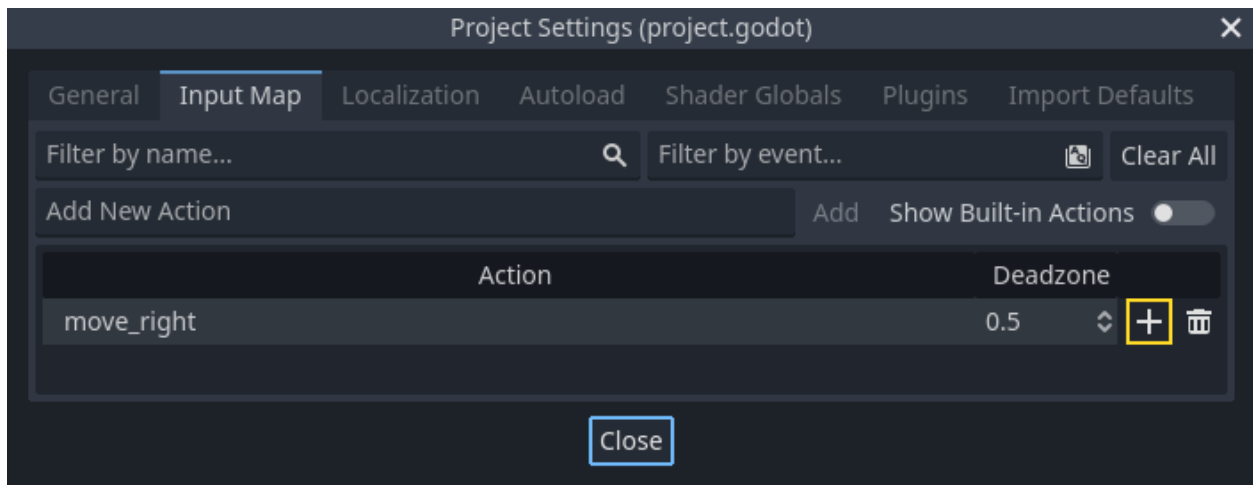 Project Settings (project.godot)
General Input Map Localization Autoload Shader Globals Plugins Import Defaults
Filter by name... Filter by event... Clear All
Add New Action Add Show Built-in Actions
Action Deadzone
move_right 0.5
Close